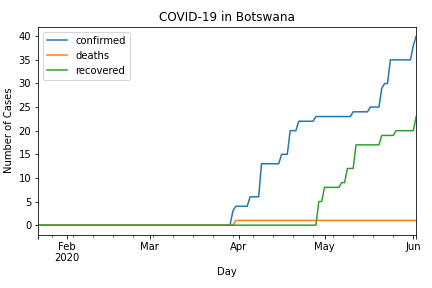 COVID-19 in Botswana
confirmed
deaths
recovered
Number of Cases
40
35
30
25
20
15
10
5
0
Feb Mar Apr May Jun
2020
Day